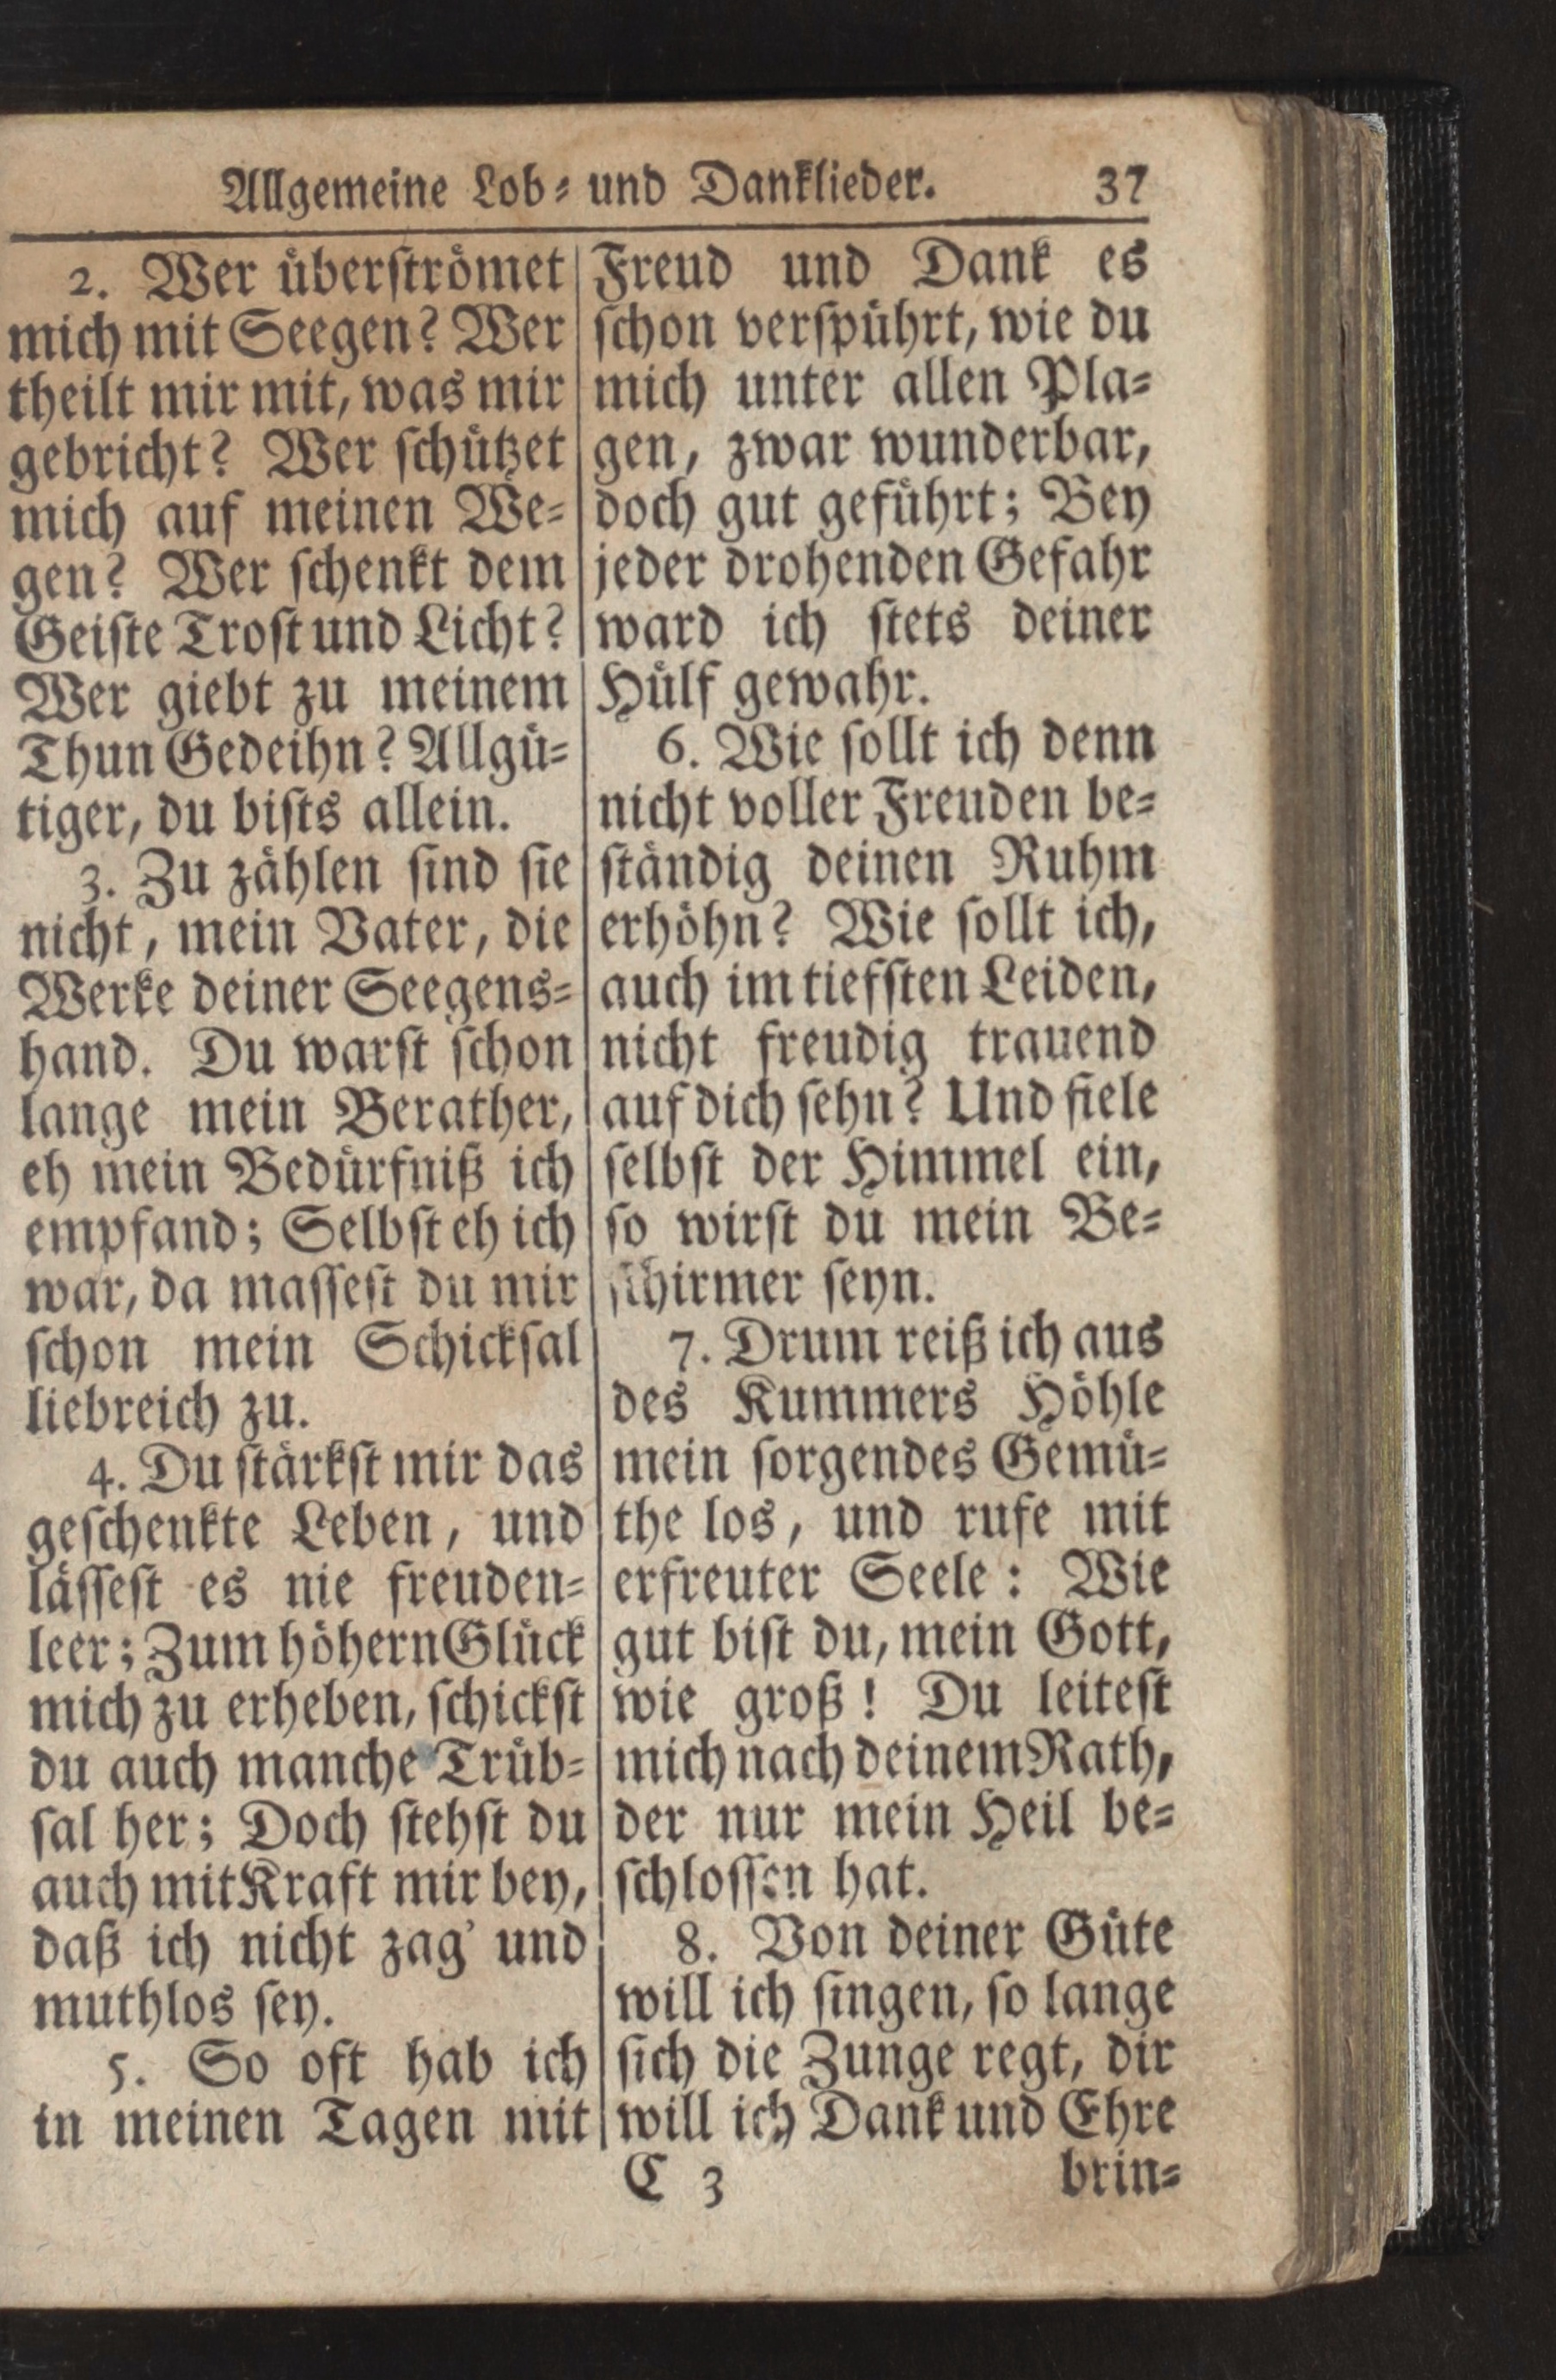 Allgemeine Lob- und Danklieder. 37
2. Wer überströmet
mich mit Seegen? Wer
theilt mir mit, was mir
gebricht? Wer schützet
mich auf meinen We-
gen? Wer schenkt dem
Geiste Trost und Licht?
Wer giebt zu meinem
Thun Gedeihn? Allgü-
tiger, du bists allein.
3. Zu zählen sind sie
nicht, mein Vater, die
Werke deiner Seegens-
hand. Du warst schon
lange mein Berather,
eh mein Bedürfniß ich
empfand; Selbst eh ich
war, da massest du mir
schon mein Schicksal
liebreich zu.
4. Du stärkst mir das
geschenkte Leben, und
lässest es nie freuden-
leer; Zum höhern Glück
mich zu erheben, schickst
du auch manche Trüb-
sal her; Doch stehst du
auch mit Kraft mir bey,
daß ich nicht zag' und
muthlos sey.
5. So oft hab ich
in meinen Tagen mit
Freud und Dank es
schon verspührt, wie du
mich unter allen Pla-
gen, zwar wunderbar,
doch gut geführt; Bey
jeder drohenden Gefahr
ward ich stets deiner
Hülf gewahr.
6. Wie sollt ich denn
nicht voller Freuden be-
ständig deinen Ruhm
erhöhn? Wie sollt ich,
auch im tiefsten Leiden,
nicht freudig trauend
auf dich sehn? Und fiele
selbst der Himmel ein,
so wirst du mein Be-
schirmer seyn.
7. Drum reiß ich aus
des Kummers Höhle
mein sorgendes Gemü-
the los, und rufe mit
erfreuter Seele: Wie
gut bist du, mein Gott,
wie groß! Du leitest
mich nach deinem Rath,
der nur mein Heil be-
schlossen hat.
8. Von deiner Güte
will ich singen, so lange
sich die Zunge regt, dir
will ich Dank und Ehre
C 3 brin-